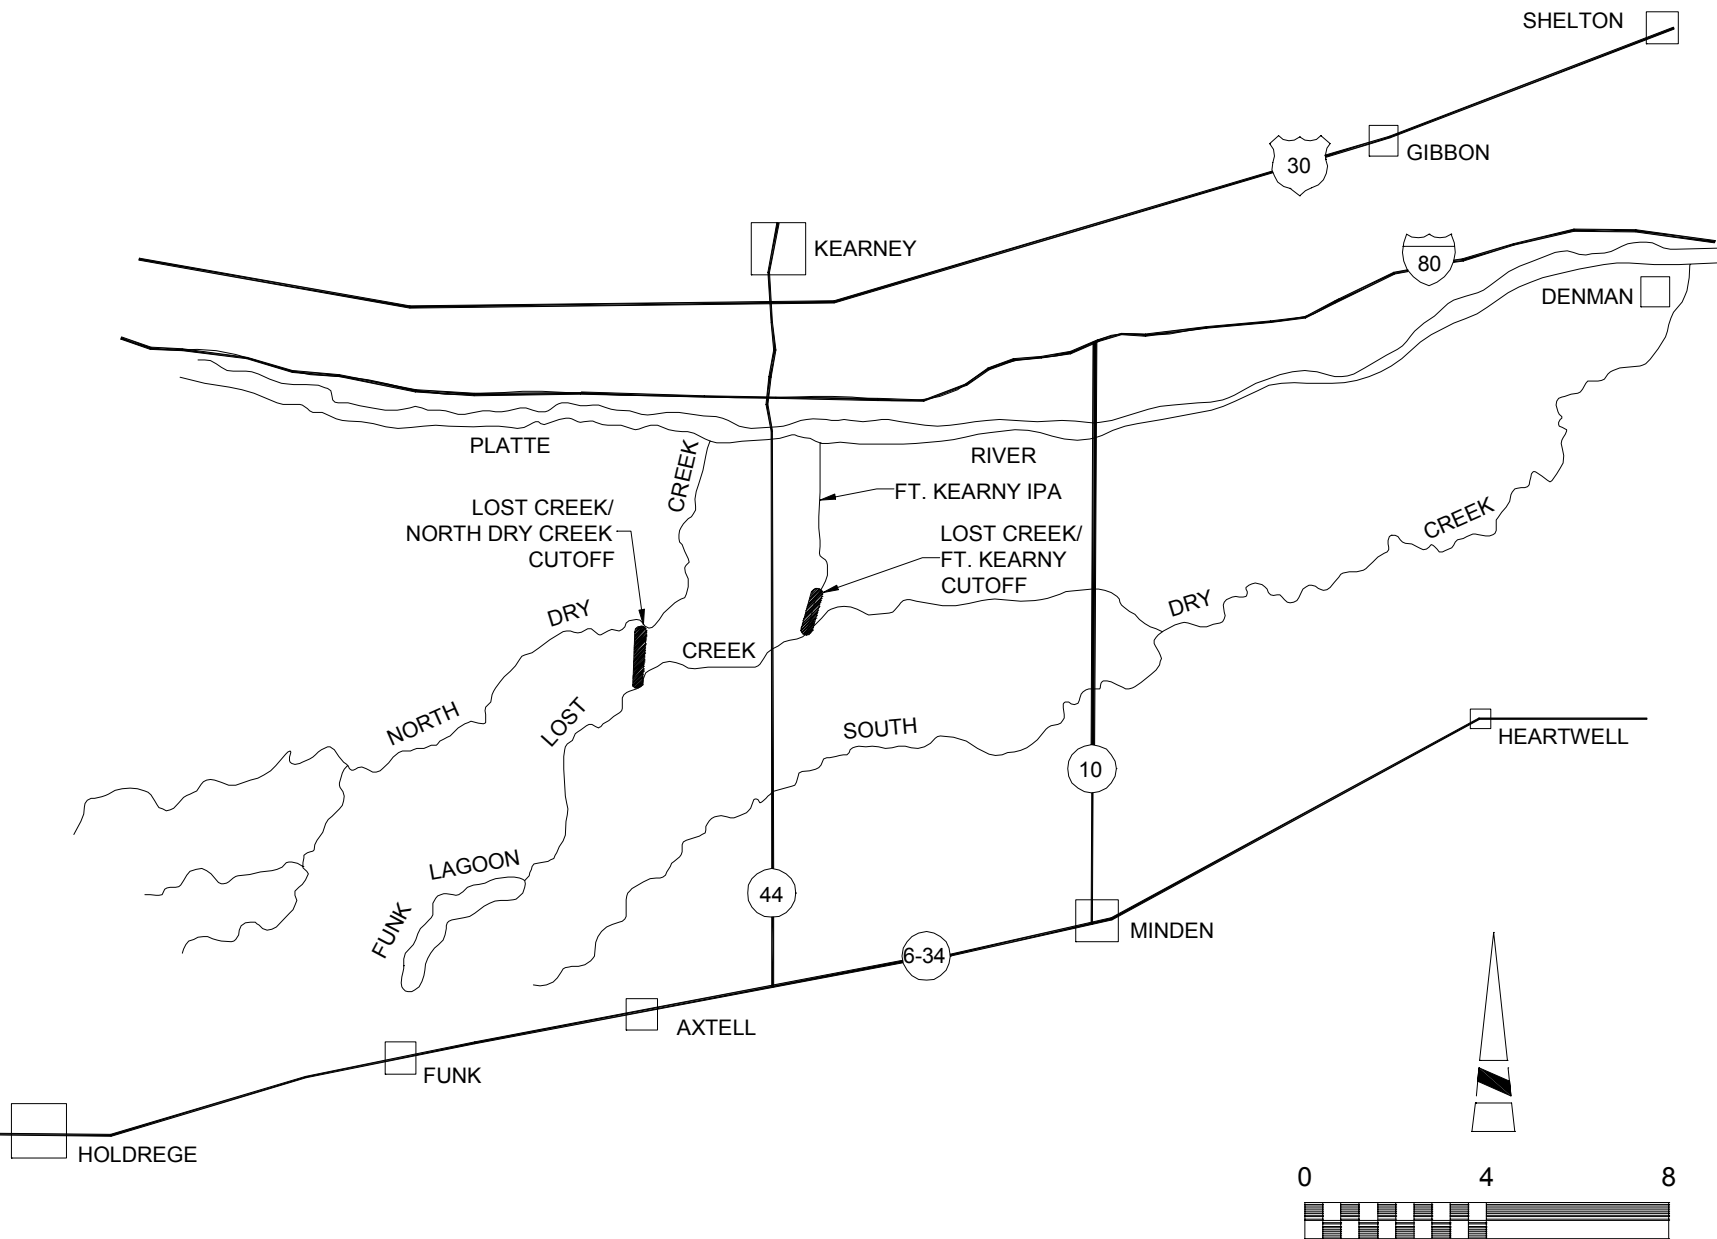 SHELTON
30
GIBBON
KEARNEY
80
DENMAN
PLATTE
CREEK
RIVER
FT. KEARNY IPA
LOST CREEK/
NORTH DRY CREEK
CUTOFF
LOST CREEK/
FT. KEARNY
CUTOFF
CREEK
DRY
DRY
CREEK
NORTH
LOST
SOUTH
HEARTWELL
10
LAGOON
FUNK
44
MINDEN
6-34
AXTELL
FUNK
HOLDREGE
N
0 4 8